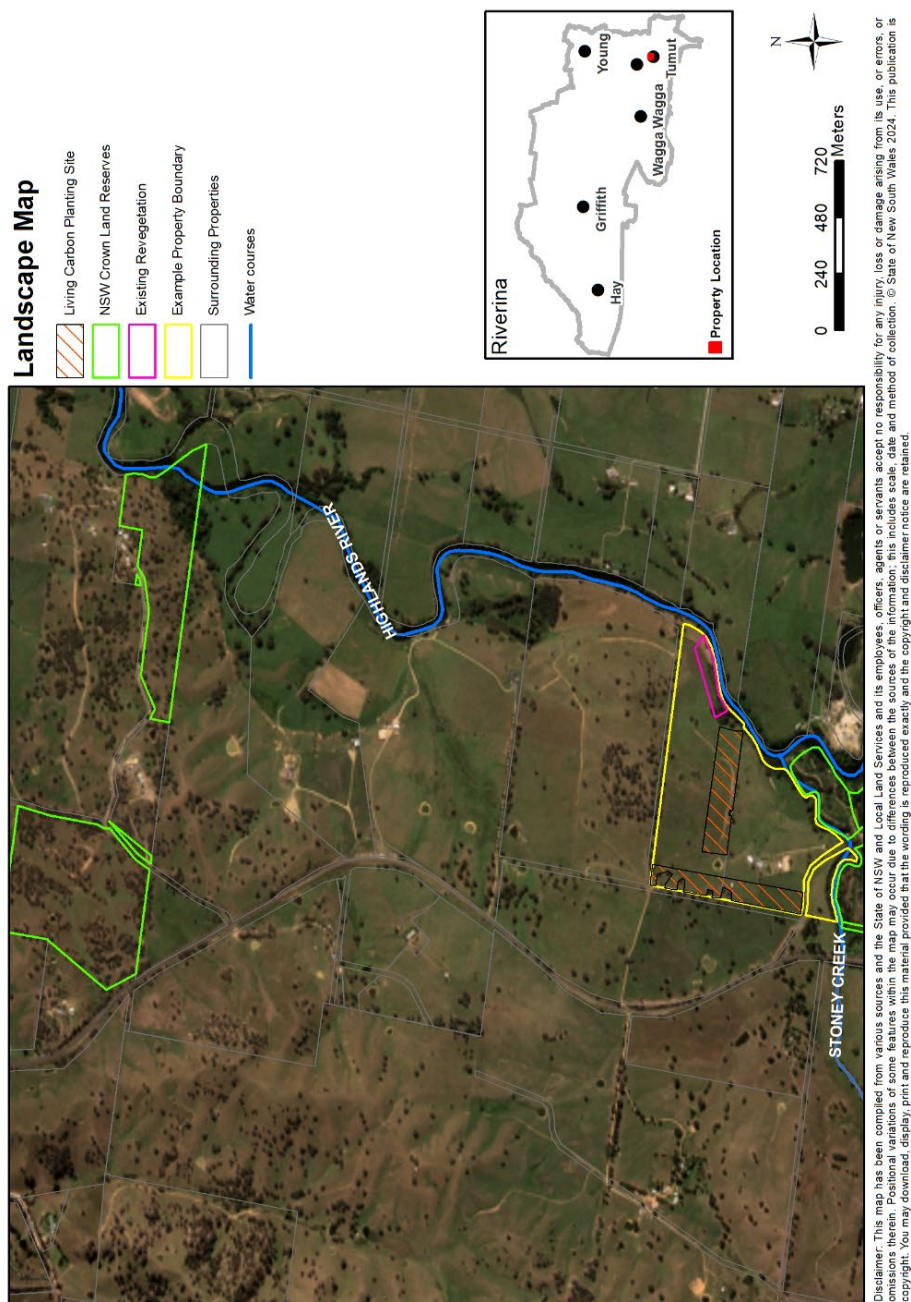 Landscape Map
Living Carbon Planting Site
NSW Crown Land Reserves
Existing Revegetation
Example Property Boundary
Surrounding Properties
Water courses
HIGHLANDS RIVER
STONEY CREEK
Riverina
Hay
Griffith
Young
Wagga Wagga
Tumut
Property Location
N
0 240 480 720
Meters
Disclaimer: This map has been compiled from various sources and the State of NSW and Local Land Services and its employees, officers, agents or servants accept no responsibility for any injury, loss or damage arising from its use, or errors, or
omissions therein. Positional variations of some features within the map may occur due to differences between the sources of the information; this includes scale, date and method of collection. © State of New South Wales 2024. This publication is
copyright. You may download, display, print and reproduce this material provided that the wording is reproduced exactly and the copyright and disclaimer notice are retained.